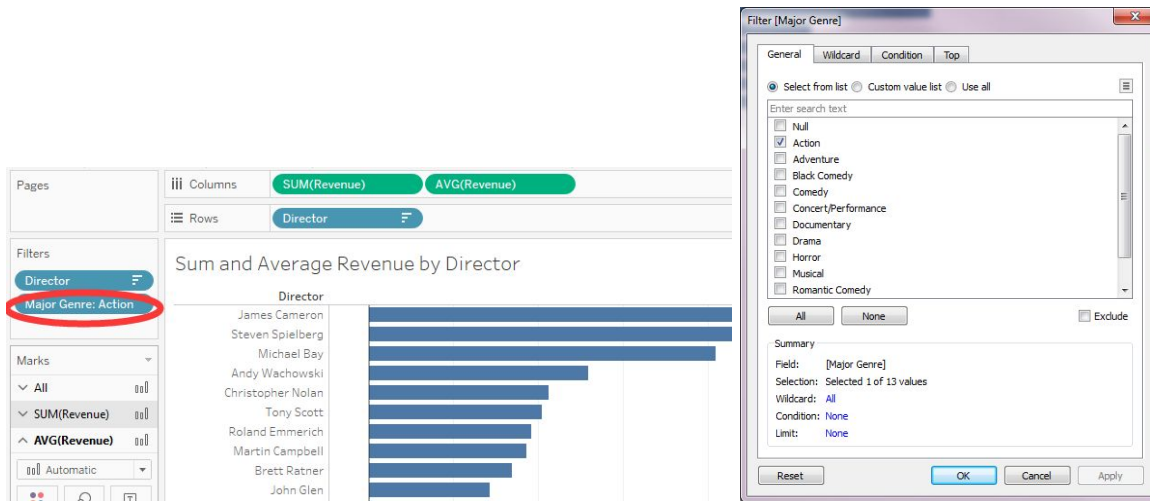 Pages
Columns SUM(Revenue) AVG(Revenue)
Rows Director
Filters
Director
Major Genre: Action
Marks
All
SUM(Revenue)
AVG(Revenue)
Automatic
T
Sum and Average Revenue by Director
Director
James Cameron
Steven Spielberg
Michael Bay
Andy Wachowski
Christopher Nolan
Tony Scott
Roland Emmerich
Martin Campbell
Brett Ratner
John Glen
Filter [Major Genre]
General Wildcard Condition Top
Select from list Custom value list Use all
Enter search text
Null
Action
Adventure
Black Comedy
Comedy
Concert/Performance
Documentary
Drama
Horror
Musical
Romantic Comedy
All None Exclude
Summary
Field: [Major Genre]
Selection: Selected 1 of 13 values
Wildcard: All
Condition: None
Limit: None
Reset OK Cancel Apply